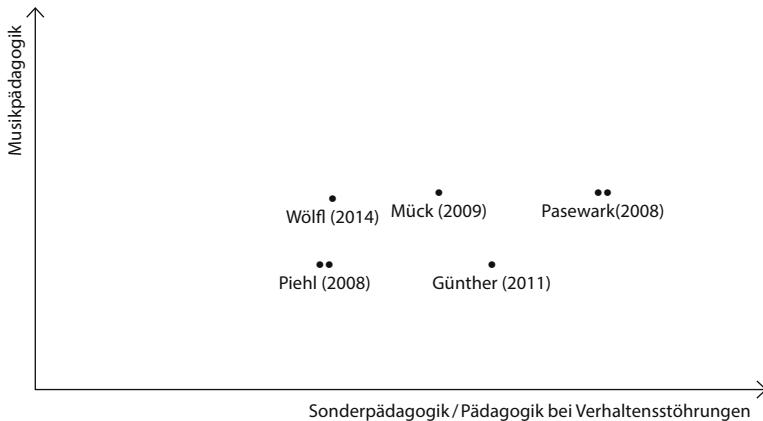 Musikpädagogik
Wölfl (2014)
Mück (2009)
Pasewark(2008)
Piehl (2008)
Günther (2011)
Sonderpädagogik/Pädagogik bei Verhaltensstöhrungen